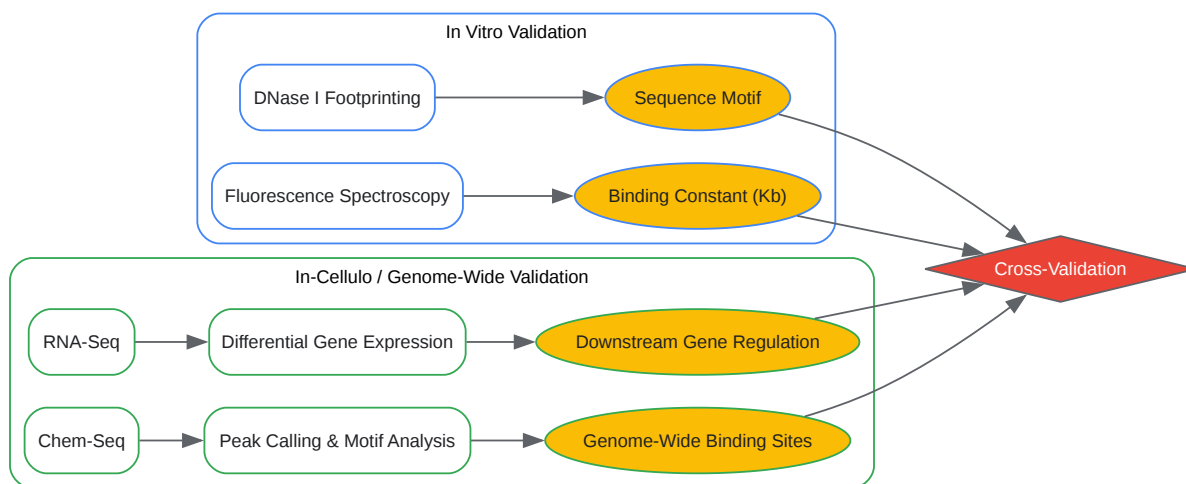 In Vitro Validation
DNase I Footprinting
Sequence Motif
Fluorescence Spectroscopy
Binding Constant (Kb)
Cross-Validation
In-Cellulo / Genome-Wide Validation
RNA-Seq
Differential Gene Expression
Downstream Gene Regulation
Chem-Seq
Peak Calling & Motif Analysis
Genome-Wide Binding Sites